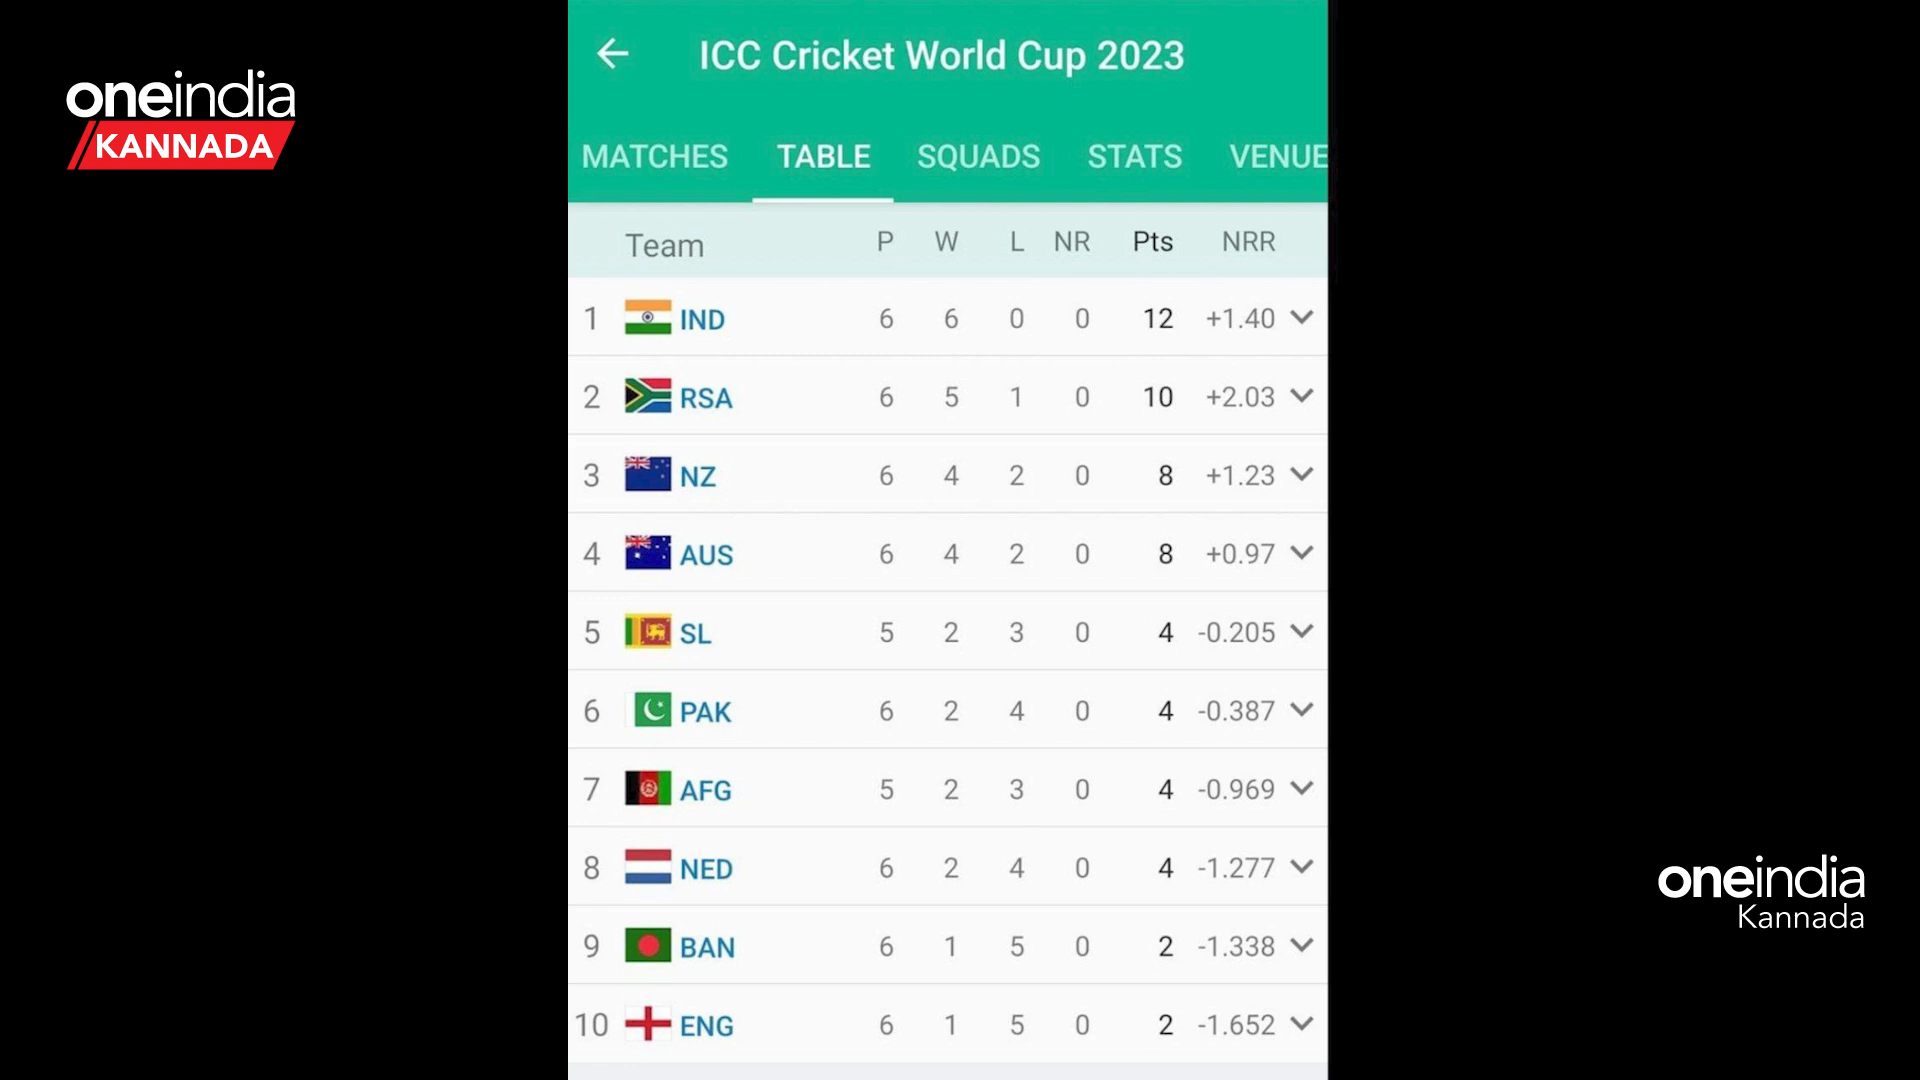 oneindia
KANNADA
ICC Cricket World Cup 2023
MATCHES TABLE SQUADS STATS VENUE
Team P W L NR Pts NRR
1 IND 6 6 0 0 12 +1.40
2 RSA 6 5 1 0 10 +2.03
3 NZ 6 4 2 0 8 +1.23
4 AUS 6 4 2 0 8 +0.97
5 SL 5 2 3 0 4 -0.205
6 PAK 6 2 4 0 4 -0.387
7 AFG 5 2 3 0 4 -0.969
8 NED 6 2 4 0 4 -1.277
9 BAN 6 1 5 0 2 -1.338
10 ENG 6 1 5 0 2 -1.652
oneindia
Kannada